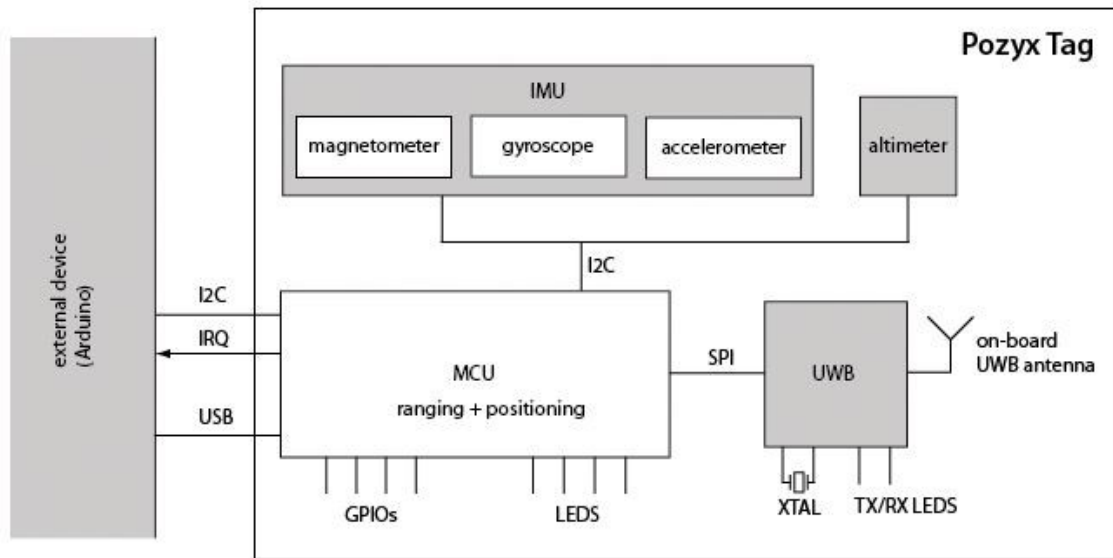 Pozyx Tag
IMU
magnetometer
gyroscope
accelerometer
altimeter
I2C
external device
(Arduino)
I2C
IRQ
USB
MCU
ranging + positioning
SPI
UWB
on-board
UWB antenna
GPIOs
LEDS
XTAL
TX/RX LEDS